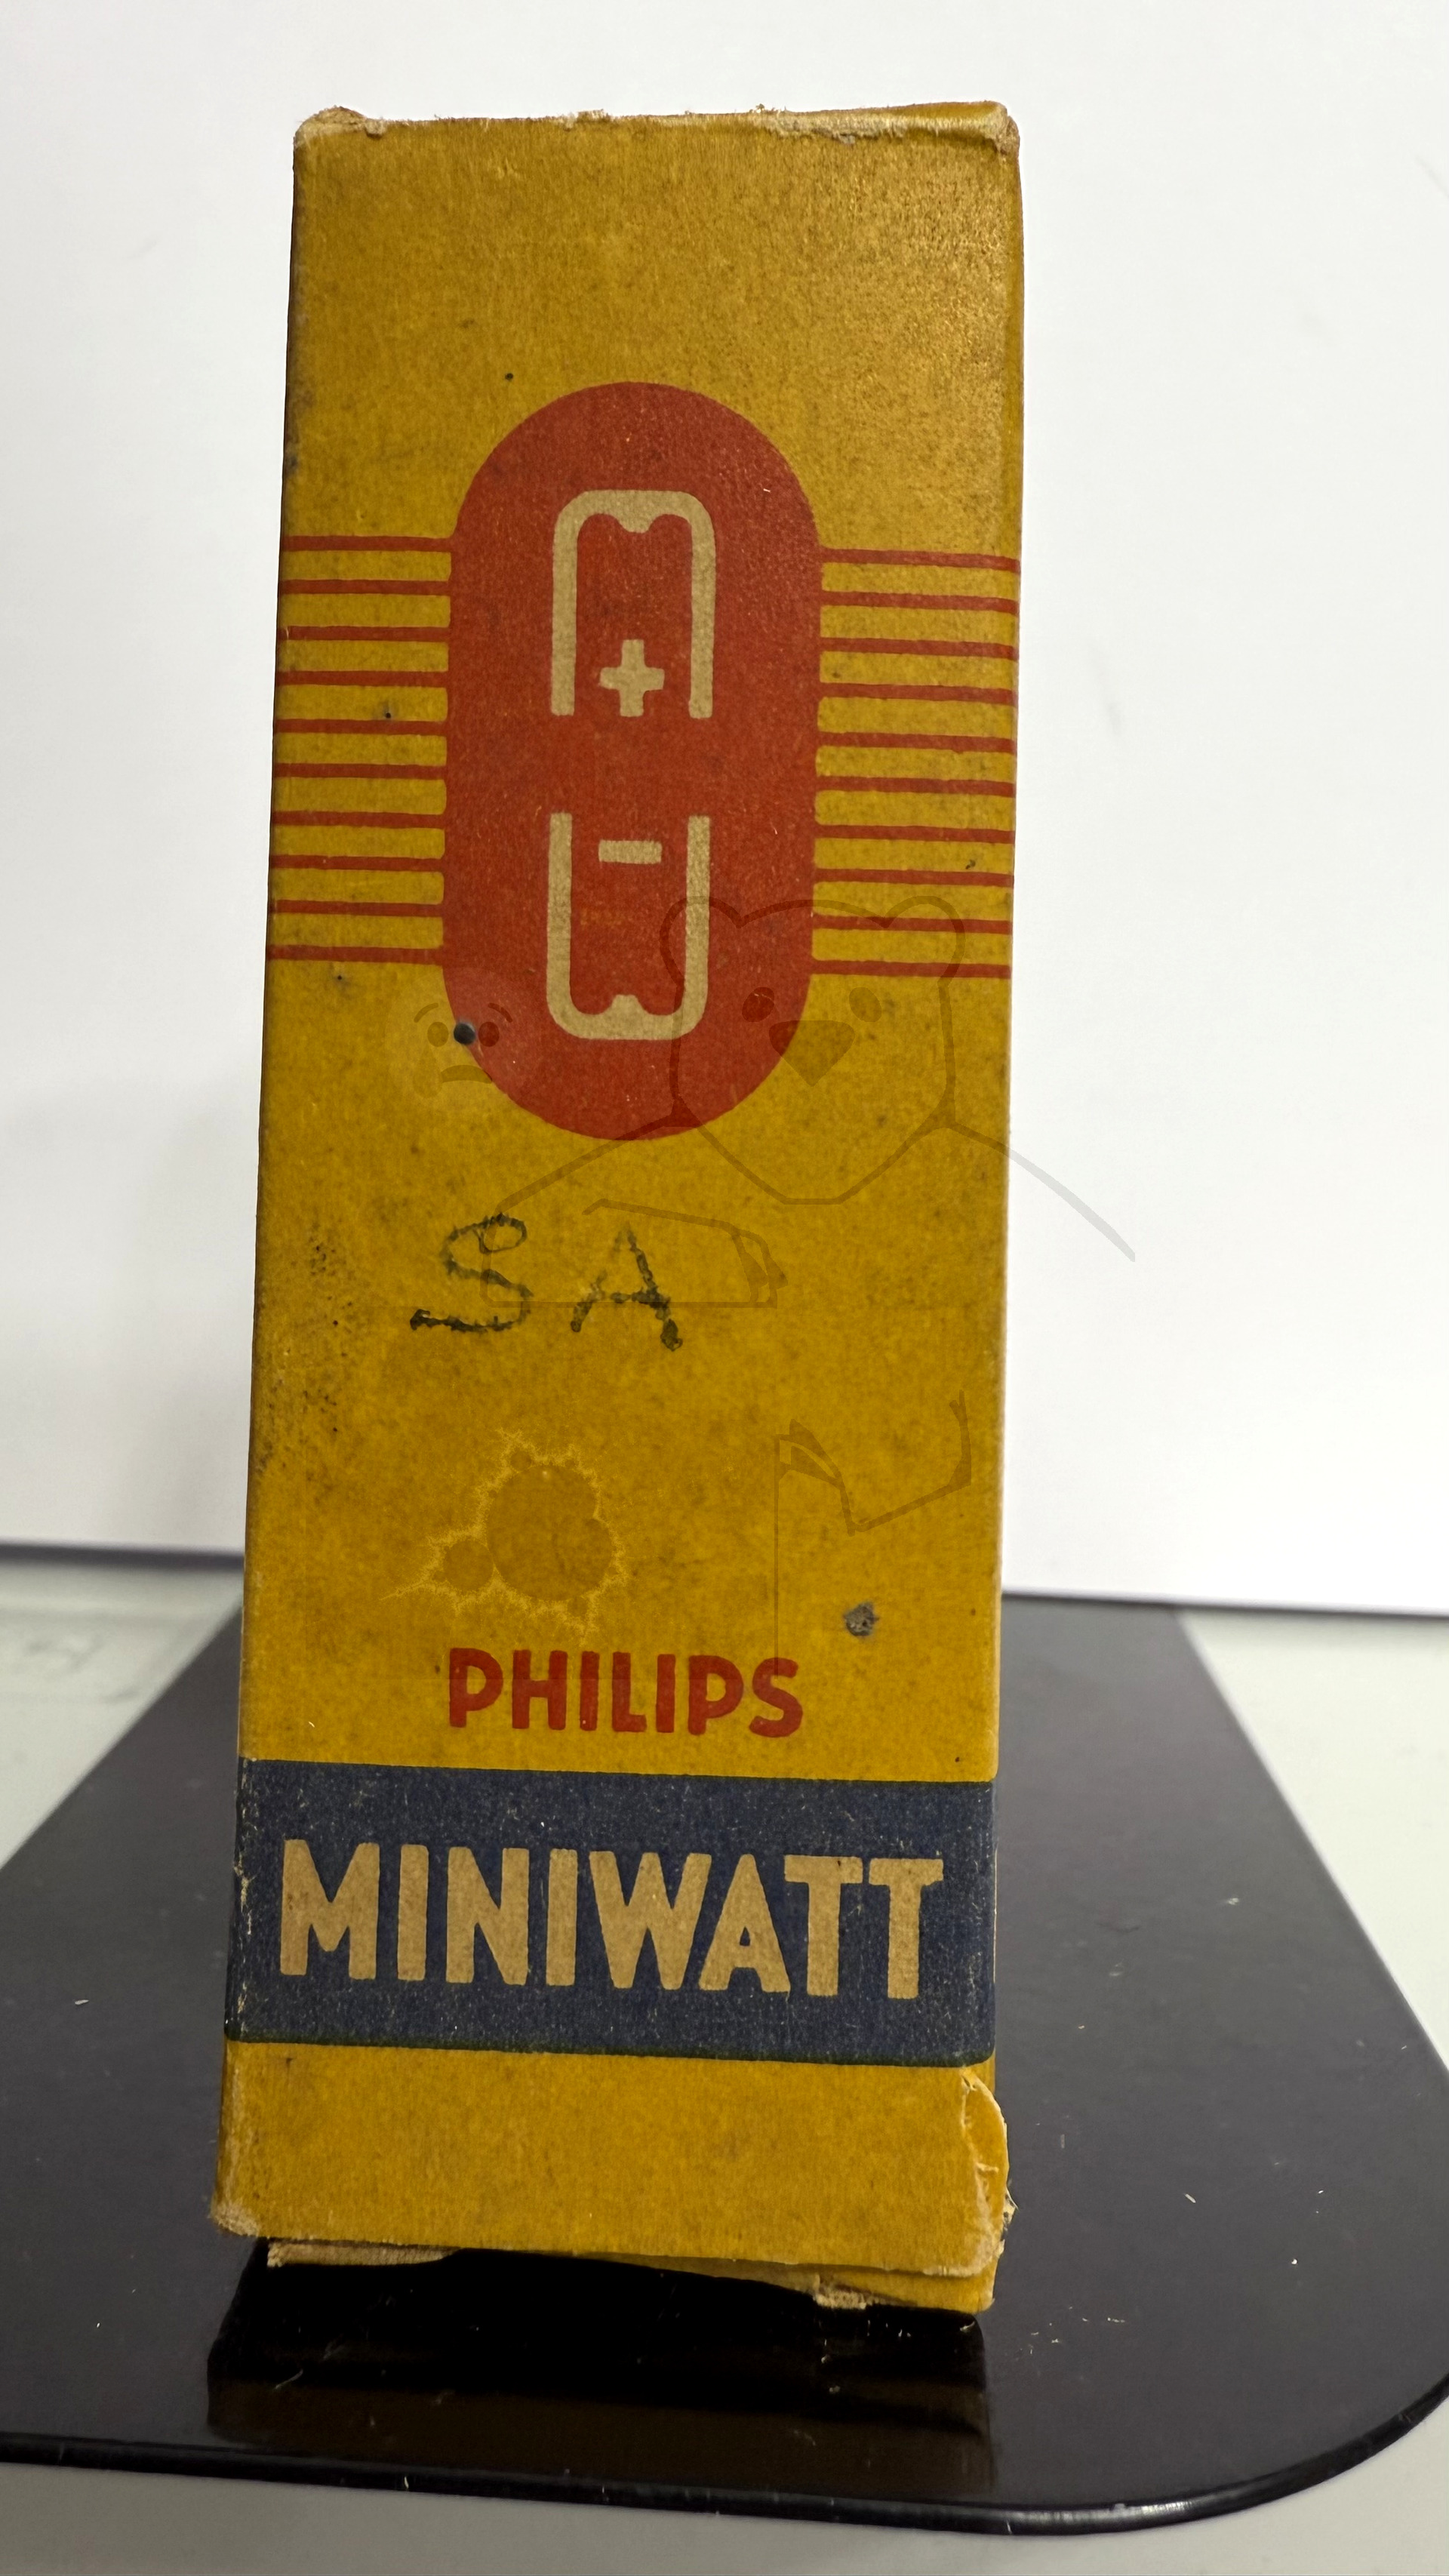 +
-
SA
PHILIPS
MINIWATT